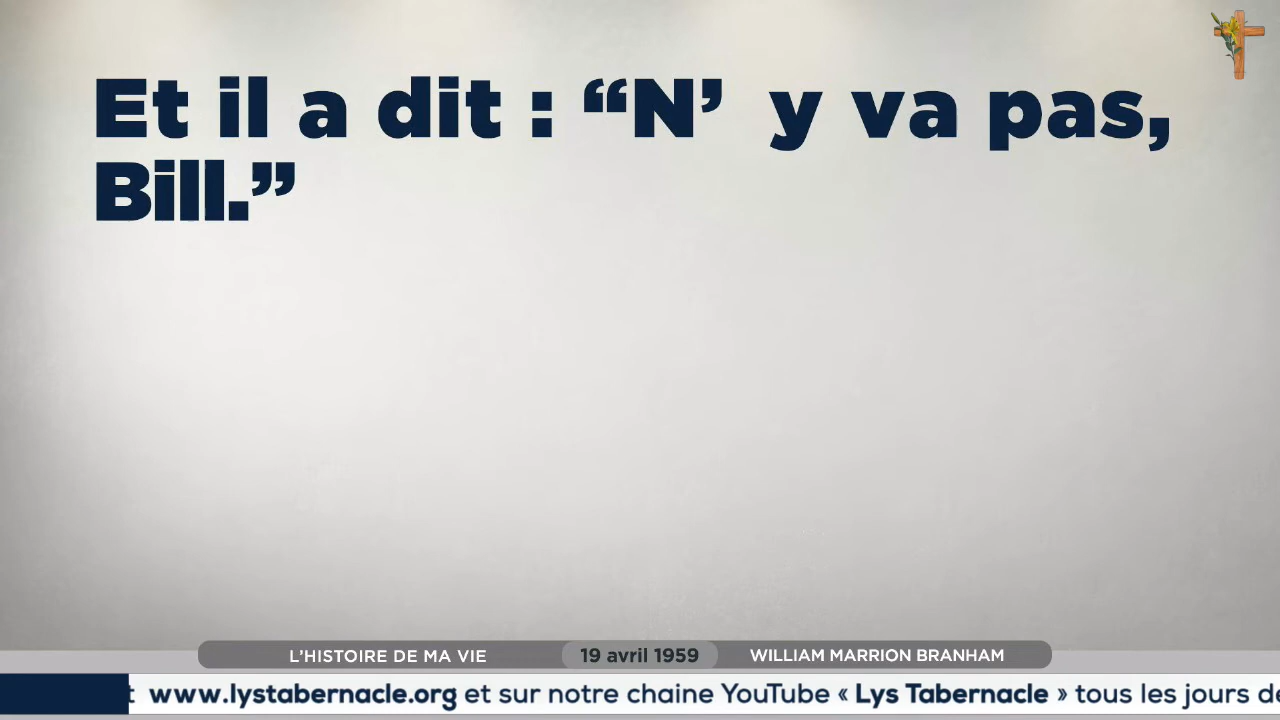 Et il a dit : “N’ y va pas,
Bill.”
L’HISTOIRE DE MA VIE 19 avril 1959 WILLIAM MARRION BRANHAM
www.lystabernacle.org et sur notre chaine YouTube « Lys Tabernacle » tous les jours